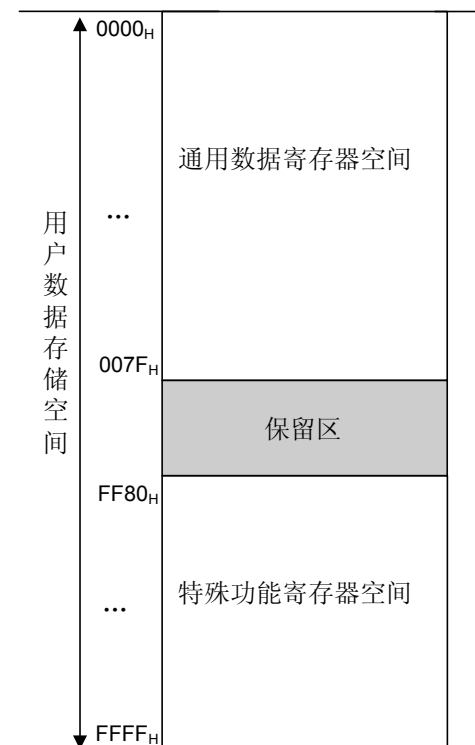 0000H
通用数据寄存器空间
...
用户数据存储空间
007FH
保留区
FF80H
特殊功能寄存器空间
...
FFFFH